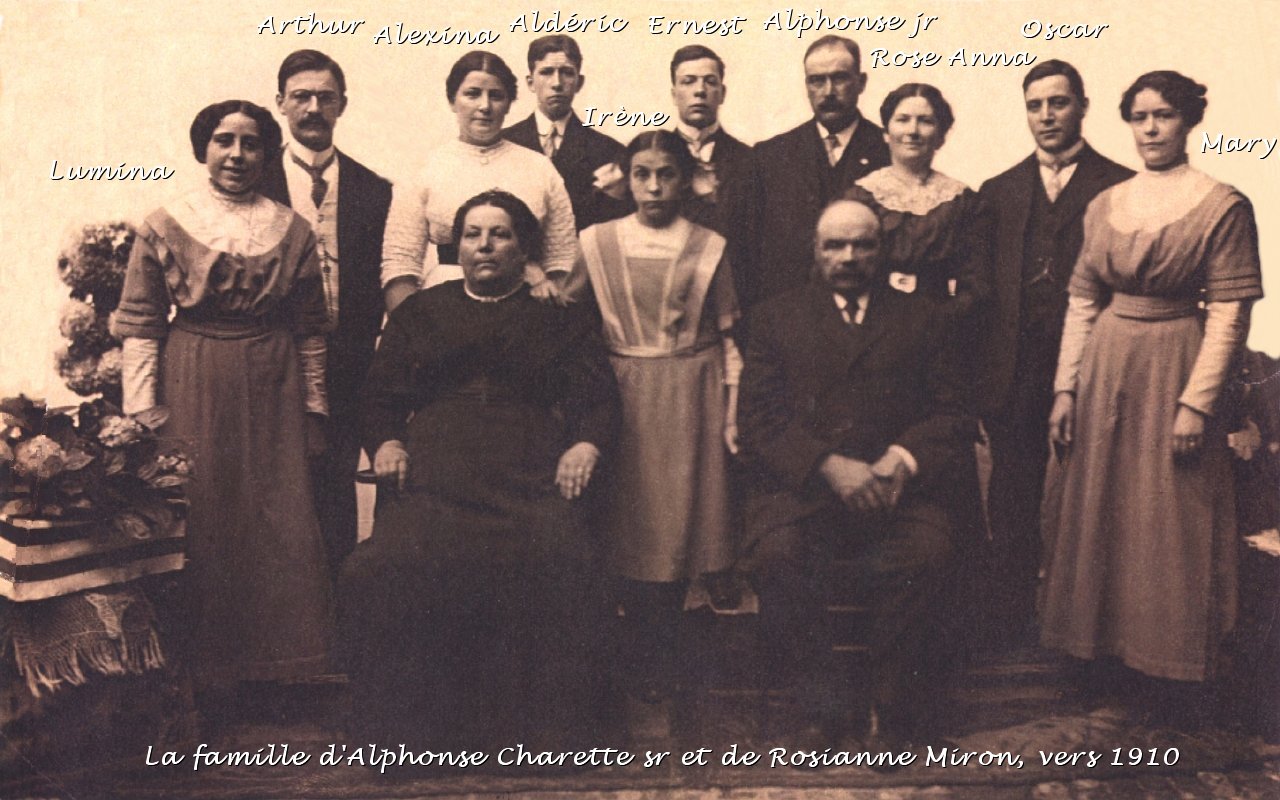 Arthur
Alexina
Aldéric
Ernest
Alphonse jr
Rose Anna
Oscar
Irène
Lumina
Mary
La famille d'Alphonse Charette sr et de Rosianne Miron, vers 1910